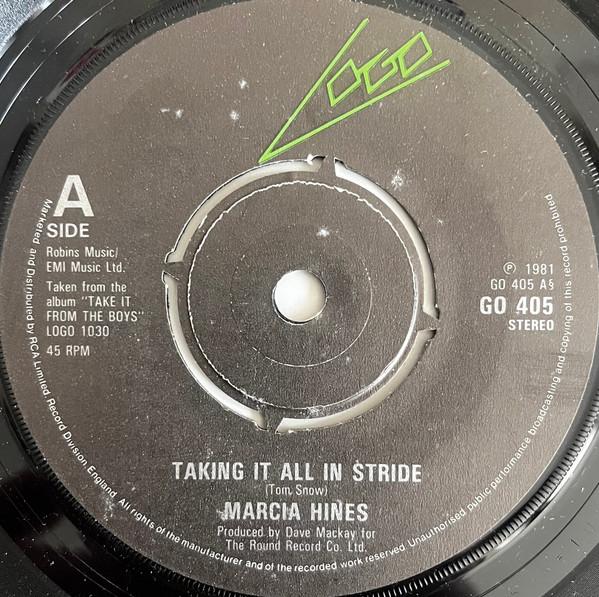 LOGO
A
SIDE
Robins Music/
EMI Music Ltd.
Taken from the
album "TAKE IT
FROM THE BOYS"
LOGO 1030
45 RPM
℗ 1981
GO 405 A§
GO 405
STEREO
TAKING IT ALL IN STRIDE
(Tom Snow)
MARCIA HINES
Produced by Dave Mackay for
The Round Record Co. Ltd.
Marketed and Distributed by RCA Limited Record Division, England. All rights of the manufacturer and of the recorded work reserved Unauthorised public performance broadcasting and copying of this record prohibited